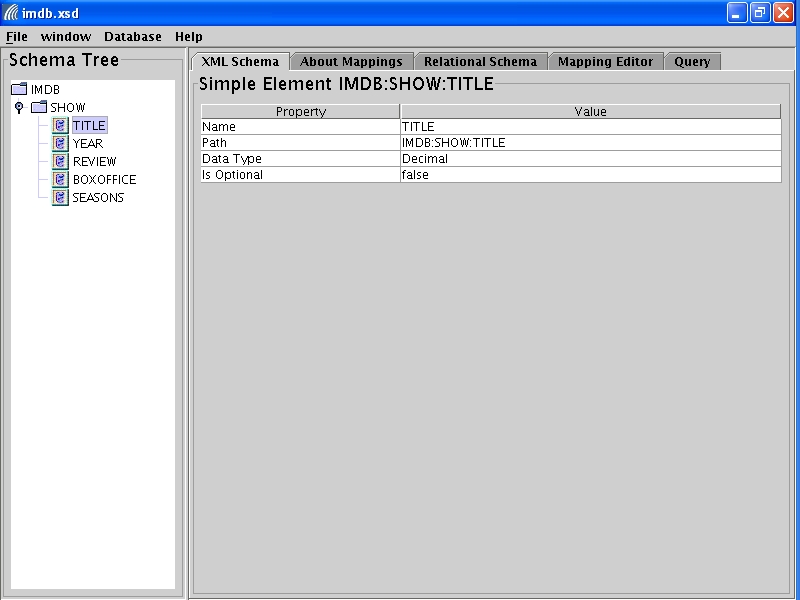 imdb.xsd
File window Database Help
Schema Tree
IMDB
SHOW
TITLE
YEAR
REVIEW
BOXOFFICE
SEASONS
XML Schema About Mappings Relational Schema Mapping Editor Query
Simple Element IMDB:SHOW:TITLE
Property Value
Name TITLE
Path IMDB:SHOW:TITLE
Data Type Decimal
Is Optional false